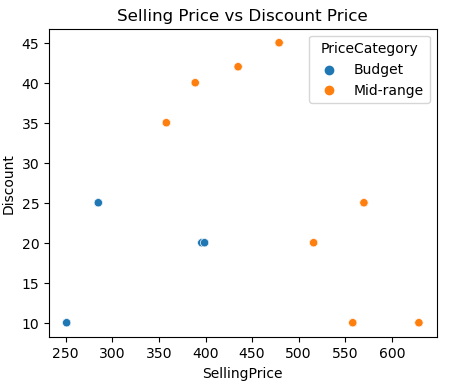 Selling Price vs Discount Price
PriceCategory
Budget
Mid-range
45
40
35
30
25
20
15
10
Discount
250 300 350 400 450 500 550 600
SellingPrice